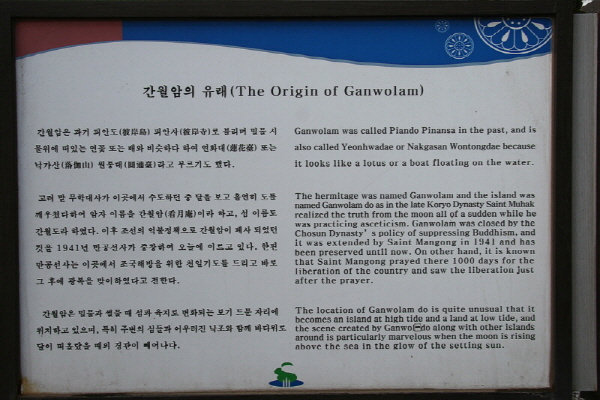 간월암의 유래(The Origin of Ganwolam)
간월암은 과거 피안도(彼岸島) 피안사(彼岸寺)로 불리며 밀물 시
물위에 떠있는 연꽃 또는 배와 비슷하다 하여 연화대(蓮花臺) 또는
낙가산(洛伽山) 원통대(圓通臺)라고 부르기도 했다.
고려 말 무학대사가 이곳에서 수도하던 중 달을 보고 홀연히 도를
깨우쳤다하여 암자 이름을 간월암(看月庵)이라 하고, 섬 이름도
간월도라 하였다. 이후 조선의 억불정책으로 간월암이 폐사 되었던
것을 1941년 만공선사가 중창하여 오늘에 이르고 있다. 한편
만공선사는 이곳에서 조국해방을 위한 천일기도를 드리고 바로
그 후에 광복을 맞이하였다고 전한다.
간월암은 밀물과 썰물 때 섬과 육지로 변화되는 보기 드문 자리에
위치하고 있으며, 특히 주변의 섬들과 어우러진 낙조와 함께 바다위로
달이 떠올랐을 때의 경관이 빼어나다.
Ganwolam was called Piando Pinansa in the past, and is
also called Yeonhwadae or Nakgasan Wontongdae because
it looks like a lotus or a boat floating on the water.
The hermitage was named Ganwolam and the island was
named Ganwolam do as in the late Koryo Dynasty Saint Muhak
realized the truth from the moon all of a sudden while he
was practicing asceticism. Ganwolam was closed by the
Chosun Dynasty's policy of suppressing Buddhism, and
it was extended by Saint Mangong in 1941 and has
been preserved until now. On other hand, it is known
that Saint Mangong prayed there 1000 days for the
liberation of the country and saw the liberation just
after the prayer.
The location of Ganwolam do is quite unusual that it
becomes an island at high tide and a land at low tide, and
the scene created by do along with other islands
around is particularly marvelous when the moon is rising
above the sea in the glow of the setting sun.